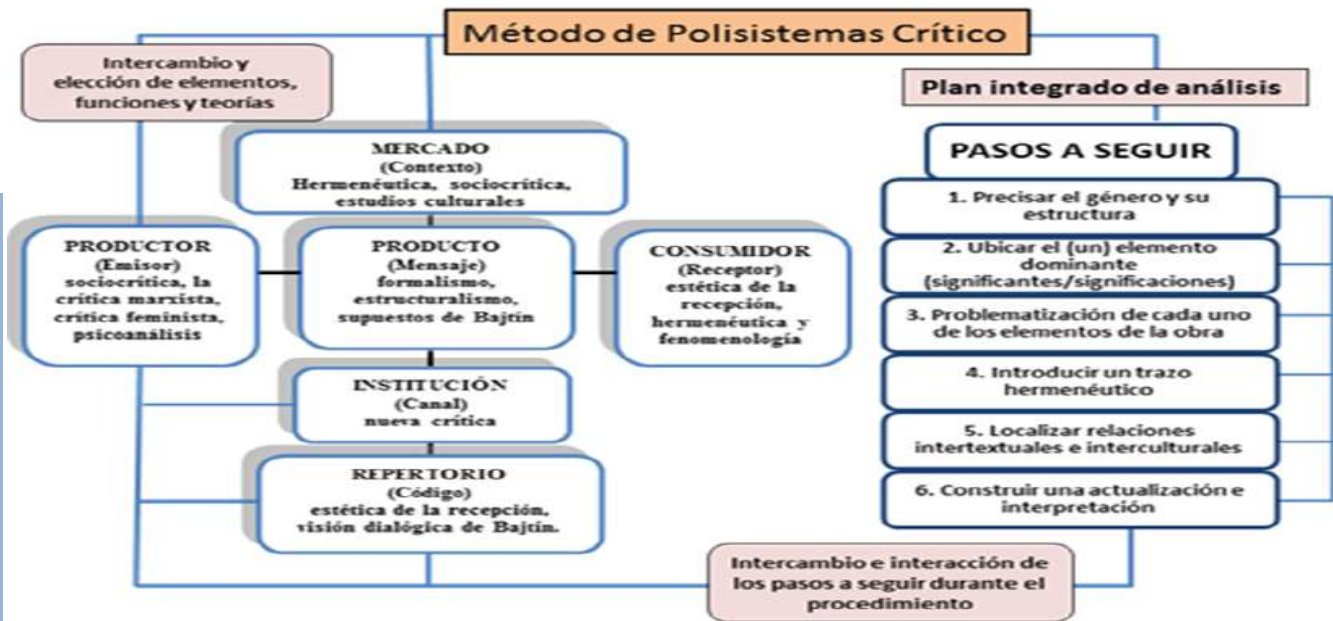 Método de Polisistemas Crítico
Intercambio y
elección de elementos,
funciones y teorías
MERCADO
(Contexto)
Hermenéutica, sociocrítica,
estudios culturales
PRODUCTOR
(Emisor)
sociocrítica, la
crítica marxista,
crítica feminista,
psicoanálisis
PRODUCTO
(Mensaje)
formalismo,
estructuralismo,
supuestos de Bajtín
CONSUMIDOR
(Receptor)
estética de la
recepción,
hermenéutica y
fenomenología
INSTITUCIÓN
(Canal)
nueva crítica
REPERTORIO
(Código)
estética de la recepción,
visión dialógica de Bajtín.
Plan integrado de análisis
PASOS A SEGUIR
1. Precisar el género y su
estructura
2. Ubicar el (un) elemento
dominante
(significantes/significaciones)
3. Problematización de cada uno
de los elementos de la obra
4. Introducir un trazo
hermenéutico
5. Localizar relaciones
intertextuales e interculturales
6. Construir una actualización e
interpretación
Intercambio e interacción de
los pasos a seguir durante el
procedimiento